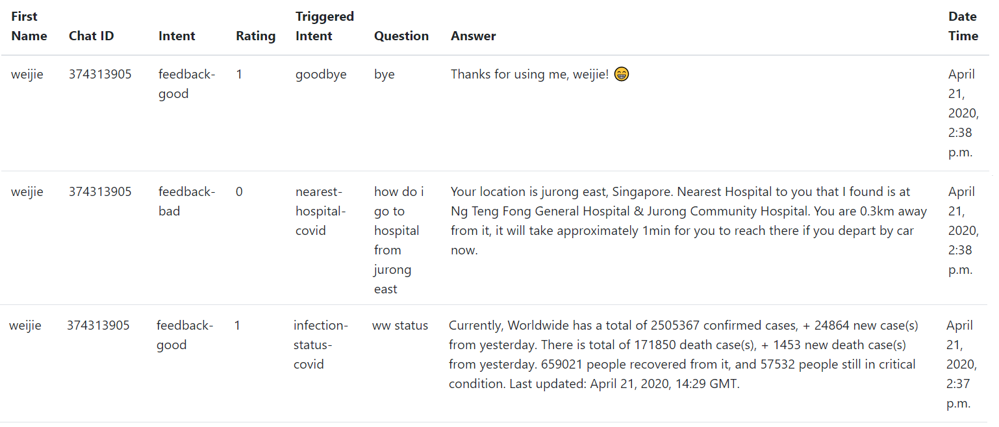 First Name Chat ID Intent Rating Triggered Intent Question Answer Date Time
weijie 374313905 feedback-good 1 goodbye bye Thanks for using me, weijie! 😁 April 21, 2020, 2:38 p.m.
weijie 374313905 feedback-bad 0 nearest-hospital-covid how do i go to hospital from jurong east Your location is jurong east, Singapore. Nearest Hospital to you that I found is at Ng Teng Fong General Hospital & Jurong Community Hospital. You are 0.3km away from it, it will take approximately 1min for you to reach there if you depart by car now. April 21, 2020, 2:38 p.m.
weijie 374313905 feedback-good 1 infection-status-covid ww status Currently, Worldwide has a total of 2505367 confirmed cases, + 24864 new case(s) from yesterday. There is total of 171850 death case(s), + 1453 new death case(s) from yesterday. 659021 people recovered from it, and 57532 people still in critical condition. Last updated: April 21, 2020, 14:29 GMT. April 21, 2020, 2:37 p.m.